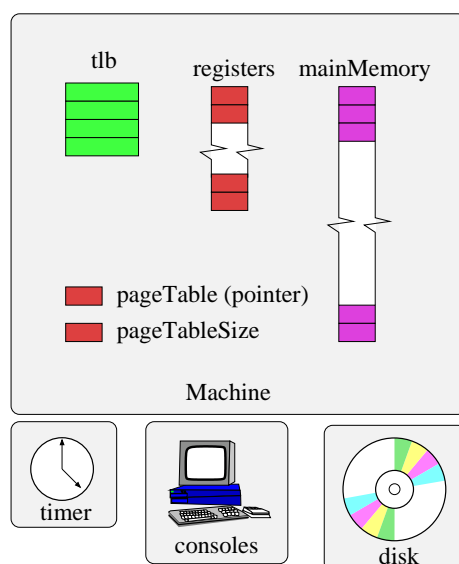 tlb
registers
mainMemory
pageTable (pointer)
pageTableSize
Machine
timer
consoles
disk